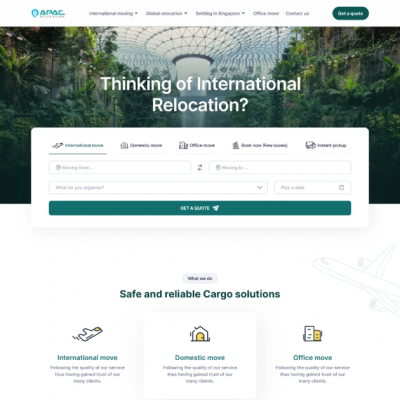 APAC
RELOCATION
International moving
Global relocation
Settling in Singapore
Office move
Contact us
Get a quote
Thinking of International
Relocation?
International move
Domestic move
Office move
Book now (Few boxes)
Instant pickup
Moving From ...
Moving to ...
What do you organize?
Pick a date
GET A QUOTE
What we do
Safe and reliable Cargo solutions
International move
Following the quality of our service
thus having gained trust of our
many clients.
Domestic move
Following the quality of our service
thus having gained trust of our
many clients.
Office move
Following the quality of our service
thus having gained trust of our
many clients.